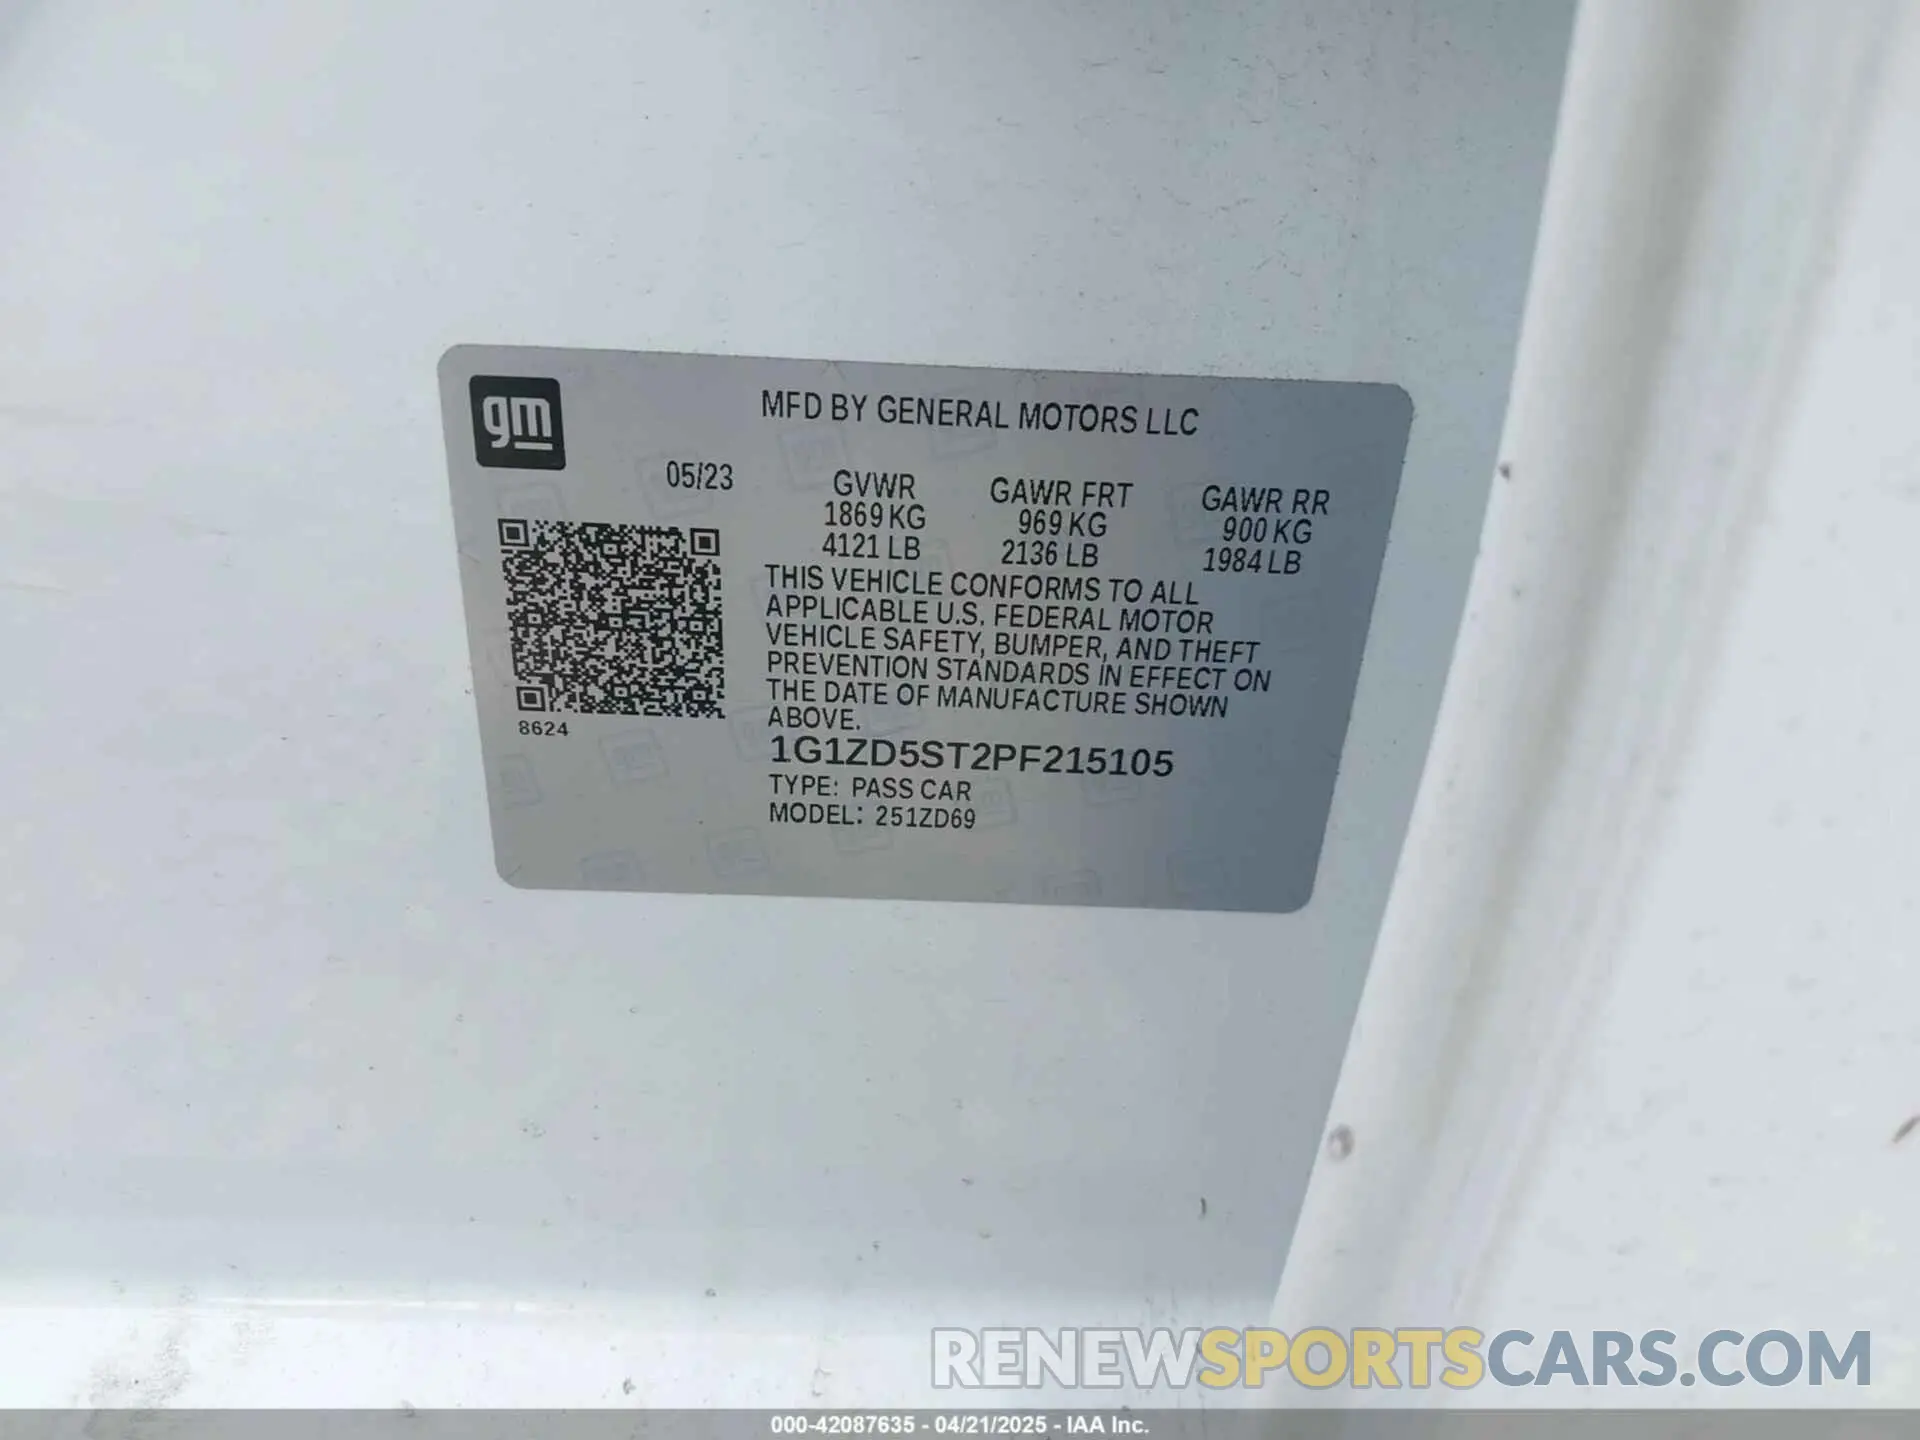 gm
MFD BY GENERAL MOTORS LLC
05/23
GVWR GAWR FRT GAWR RR
1869 KG 969 KG 900 KG
4121 LB 2136 LB 1984 LB
THIS VEHICLE CONFORMS TO ALL
APPLICABLE U.S. FEDERAL MOTOR
VEHICLE SAFETY, BUMPER, AND THEFT
PREVENTION STANDARDS IN EFFECT ON
THE DATE OF MANUFACTURE SHOWN
ABOVE.
8624
1G1ZD5ST2PF215105
TYPE: PASS CAR
MODEL: 251ZD69
RENEWSPORTSCARS.COM
000-42087635 - 04/21/2025 - IAA Inc.